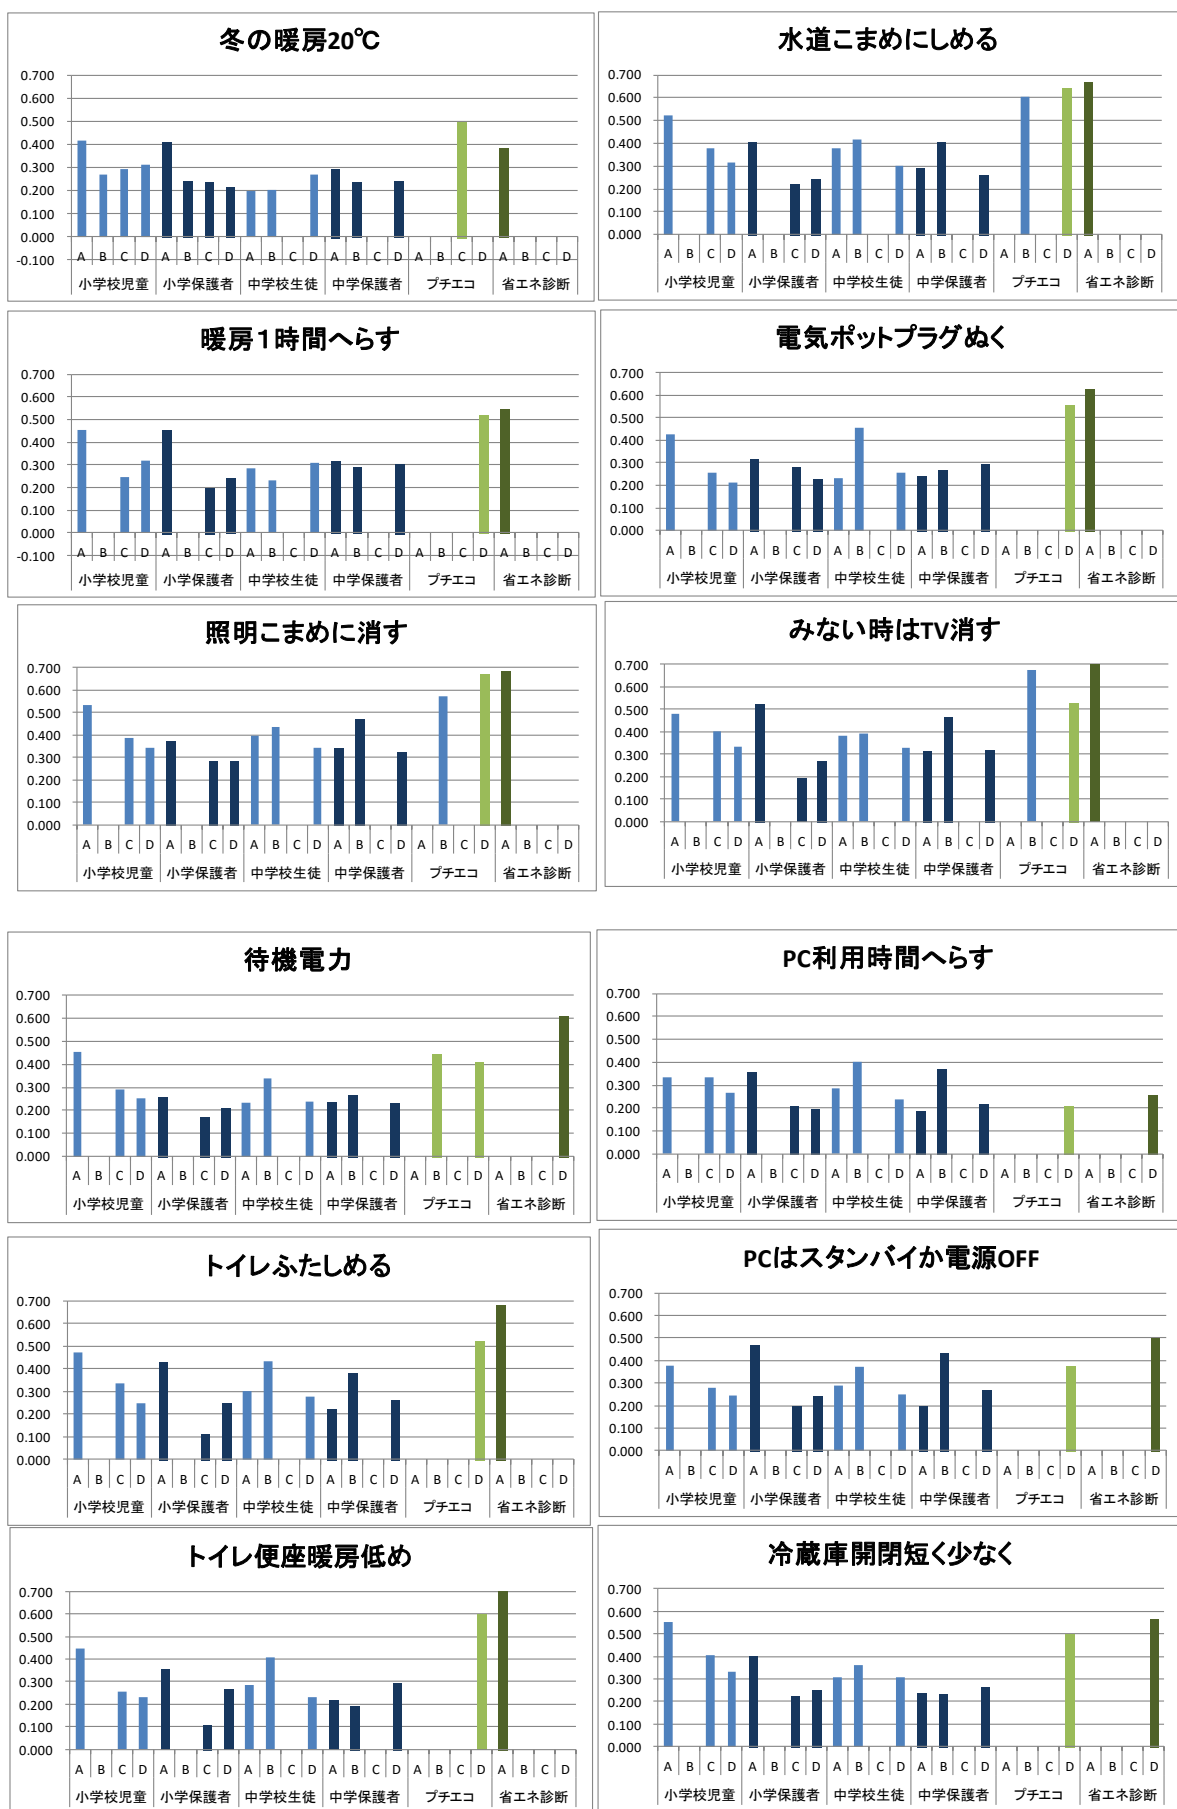 冬の暖房20℃
0.700
0.600
0.500
0.400
0.300
0.200
0.100
0.000
-0.100
A B C D A B C D A B C D A B C D A B C D A B C D
小学校児童 小学保護者 中学校生徒 中学保護者 プチエコ 省エネ診断
水道こまめにしめる
0.700
0.600
0.500
0.400
0.300
0.200
0.100
0.000
A B C D A B C D A B C D A B C D A B C D A B C D
小学校児童 小学保護者 中学校生徒 中学保護者 プチエコ 省エネ診断
暖房1時間へらす
0.700
0.600
0.500
0.400
0.300
0.200
0.100
0.000
-0.100
A B C D A B C D A B C D A B C D A B C D A B C D
小学校児童 小学保護者 中学校生徒 中学保護者 プチエコ 省エネ診断
電気ポットプラグぬく
0.700
0.600
0.500
0.400
0.300
0.200
0.100
0.000
A B C D A B C D A B C D A B C D A B C D A B C D
小学校児童 小学保護者 中学校生徒 中学保護者 プチエコ 省エネ診断
照明こまめに消す
0.700
0.600
0.500
0.400
0.300
0.200
0.100
0.000
A B C D A B C D A B C D A B C D A B C D A B C D
小学校児童 小学保護者 中学校生徒 中学保護者 プチエコ 省エネ診断
みない時はTV消す
0.700
0.600
0.500
0.400
0.300
0.200
0.100
0.000
A B C D A B C D A B C D A B C D A B C D A B C D
小学校児童 小学保護者 中学校生徒 中学保護者 プチエコ 省エネ診断
待機電力
0.700
0.600
0.500
0.400
0.300
0.200
0.100
0.000
A B C D A B C D A B C D A B C D A B C D A B C D
小学校児童 小学保護者 中学校生徒 中学保護者 プチエコ 省エネ診断
PC利用時間へらす
0.700
0.600
0.500
0.400
0.300
0.200
0.100
0.000
A B C D A B C D A B C D A B C D A B C D A B C D
小学校児童 小学保護者 中学校生徒 中学保護者 プチエコ 省エネ診断
トイレふたしめる
0.700
0.600
0.500
0.400
0.300
0.200
0.100
0.000
A B C D A B C D A B C D A B C D A B C D A B C D
小学校児童 小学保護者 中学校生徒 中学保護者 プチエコ 省エネ診断
PCはスタンバイか電源OFF
0.700
0.600
0.500
0.400
0.300
0.200
0.100
0.000
A B C D A B C D A B C D A B C D A B C D A B C D
小学校児童 小学保護者 中学校生徒 中学保護者 プチエコ 省エネ診断
トイレ便座暖房低め
0.700
0.600
0.500
0.400
0.300
0.200
0.100
0.000
A B C D A B C D A B C D A B C D A B C D A B C D
小学校児童 小学保護者 中学校生徒 中学保護者 プチエコ 省エネ診断
冷蔵庫開閉短く少なく
0.700
0.600
0.500
0.400
0.300
0.200
0.100
0.000
A B C D A B C D A B C D A B C D A B C D A B C D
小学校児童 小学保護者 中学校生徒 中学保護者 プチエコ 省エネ診断